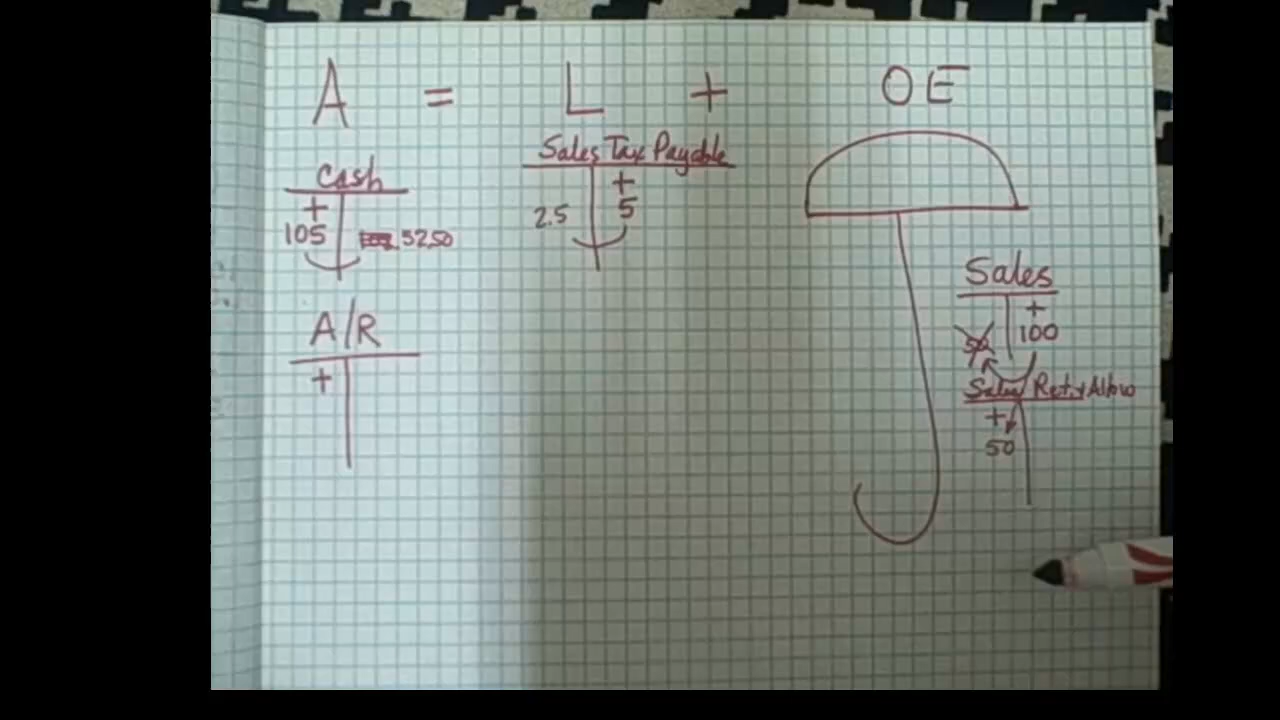 A = L + OE
Cash
+
105 52.50
A/R
+
Sales Tax Payable
+
2.5 5
Sales
+
50 100
Sales Ret. & Allow
+
50